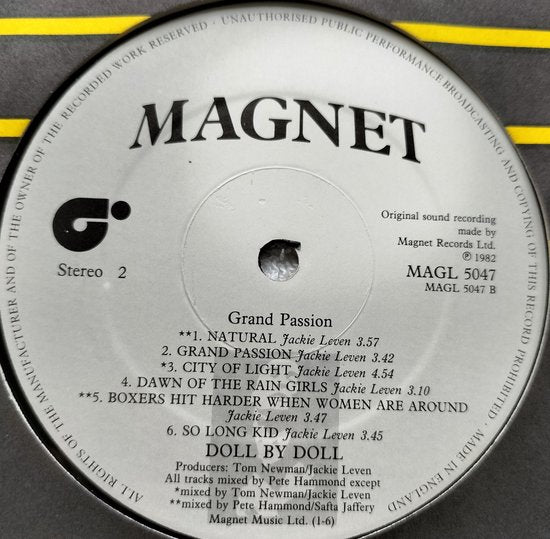 ALL RIGHTS OF THE MANUFACTURER AND OF THE OWNER OF THE RECORDED WORK RESERVED · UNAUTHORISED PUBLIC PERFORMANCE BROADCASTING AND COPYING OF THIS RECORD PROHIBITED · MADE IN ENGLAND
MAGNET
Original sound recording
made by
Magnet Records Ltd.
℗ 1982
Stereo 2
MAGL 5047
MAGL 5047 B
Grand Passion
**1. NATURAL Jackie Leven 3.57
2. GRAND PASSION Jackie Leven 3.42
*3. CITY OF LIGHT Jackie Leven 4.54
4. DAWN OF THE RAIN GIRLS Jackie Leven 3.10
**5. BOXERS HIT HARDER WHEN WOMEN ARE AROUND
Jackie Leven 3.47
6. SO LONG KID Jackie Leven 3.45
DOLL BY DOLL
Producers: Tom Newman/Jackie Leven
All tracks mixed by Pete Hammond except
*mixed by Tom Newman/Jackie Leven
**mixed by Pete Hammond/Safta Jaffery
Magnet Music Ltd. (1-6)